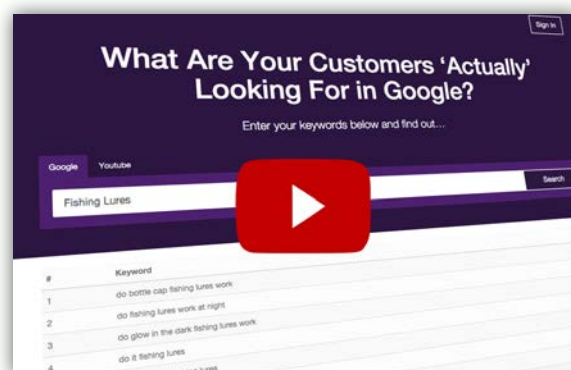 Sign In
What Are Your Customers ‘Actually’
Looking For in Google?
Enter your keywords below and find out...
Google Youtube
Fishing Lures Search
# Keyword
1 do bottle cap fishing lures work
2 do fishing lures work at night
3 do glow in the dark fishing lures work
4 do it fishing lures
lures